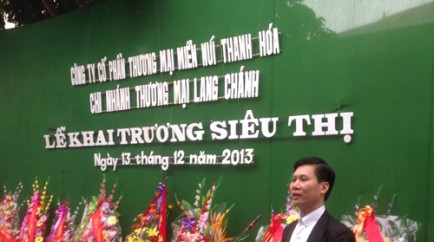 CÔNG TY CỔ PHẦN THƯƠNG MẠI MIỀN NÚI THANH HÓA
CHI NHÁNH THƯƠNG MẠI LANG CHÁNH
LỄ KHAI TRƯƠNG SIÊU THỊ
Ngày 13 tháng 12 năm 2013